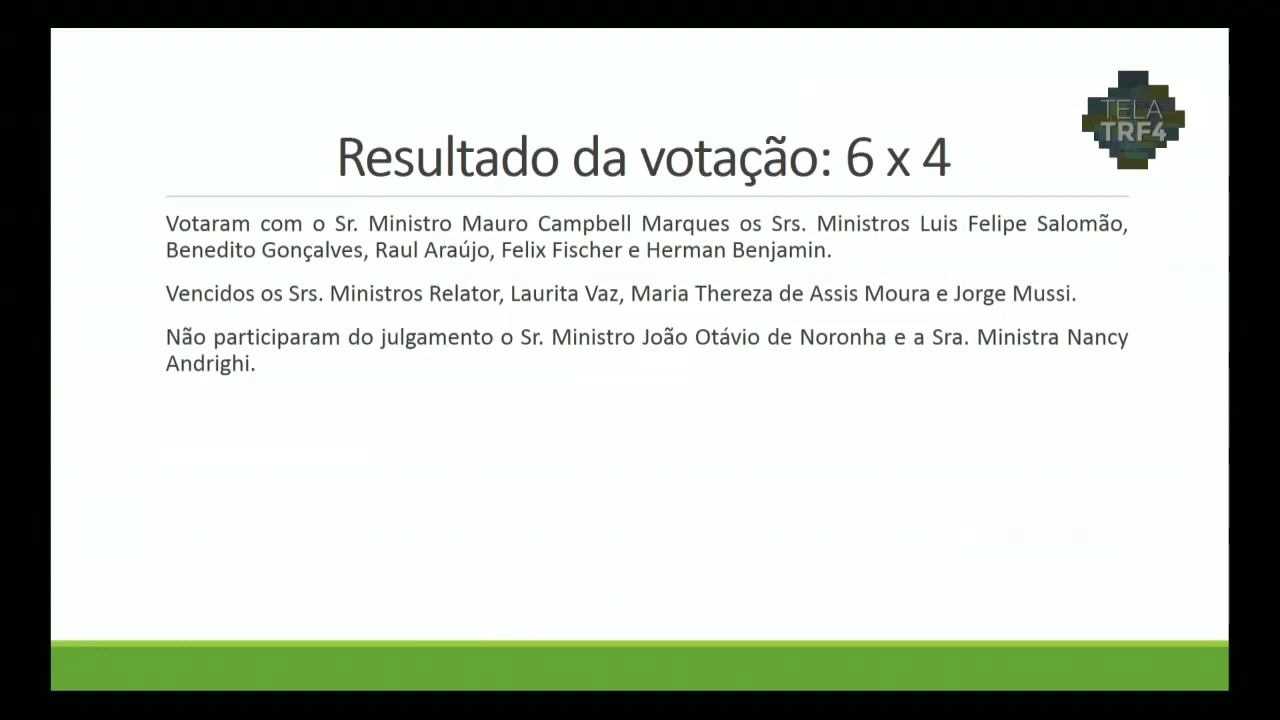 TELA
TRF4
Resultado da votação: 6 x 4
Votaram com o Sr. Ministro Mauro Campbell Marques os Srs. Ministros Luis Felipe Salomão,
Benedito Gonçalves, Raul Araújo, Felix Fischer e Herman Benjamin.
Vencidos os Srs. Ministros Relator, Laurita Vaz, Maria Thereza de Assis Moura e Jorge Mussi.
Não participaram do julgamento o Sr. Ministro João Otávio de Noronha e a Sra. Ministra Nancy
Andrighi.